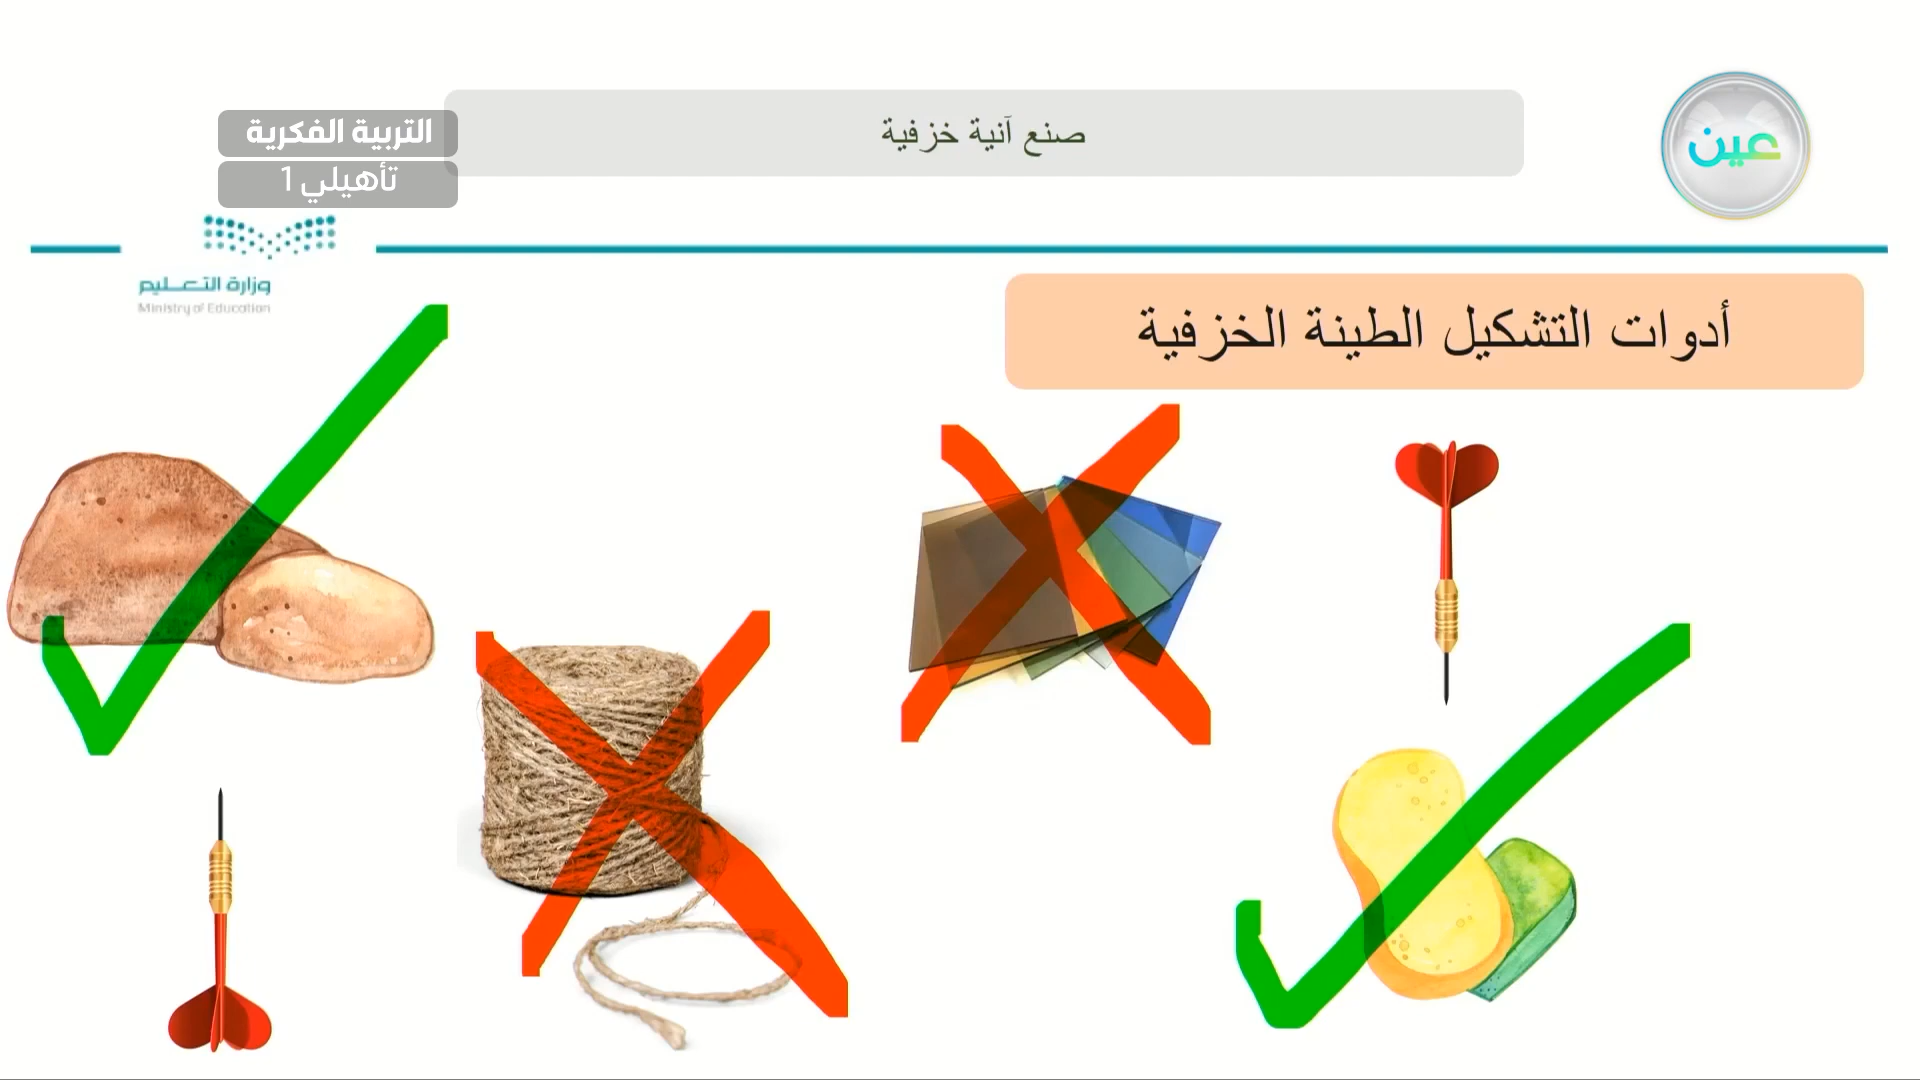 صنع آنية خزفية
عين
التربية الفكرية
تأهيلي 1
وزارة التعليم
Ministry of Education
أدوات التشكيل الطينة الخزفية